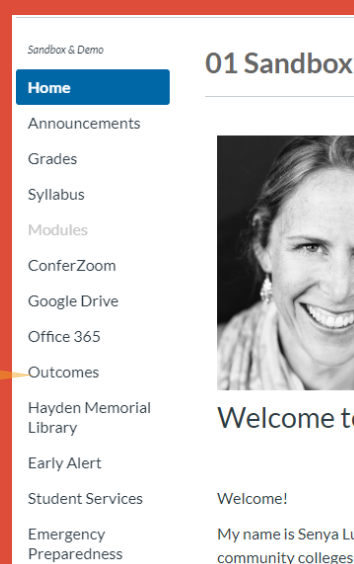 Sandbox & Demo
01 Sandbox
Home
Announcements
Grades
Syllabus
Modules
ConferZoom
Google Drive
Office 365
Outcomes
Hayden Memorial
Library
Early Alert
Student Services
Emergency
Preparedness
Welcome
Welcome!
My name is Senya
community colleges